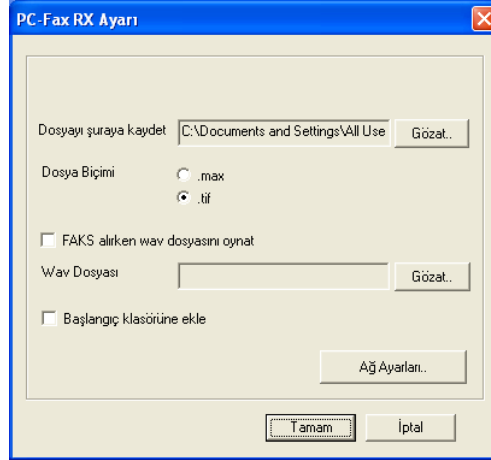 PC-Fax RX Ayarı
Dosyayı şuraya kaydet C:\Documents and Settings\All Use Gözat..
Dosya Biçimi .max
.tif
FAKS alırken wav dosyasını oynat
Wav Dosyası Gözat..
Başlangıç klasörüne ekle
Ağ Ayarları..
Tamam İptal